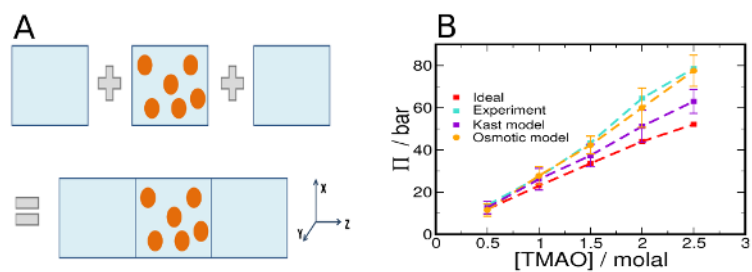 A
X
Y
Z
B
Π / bar
80
60
40
20
0
Ideal
Experiment
Kast model
Osmotic model
0 0.5 1 1.5 2 2.5 3
[TMAO] / molal